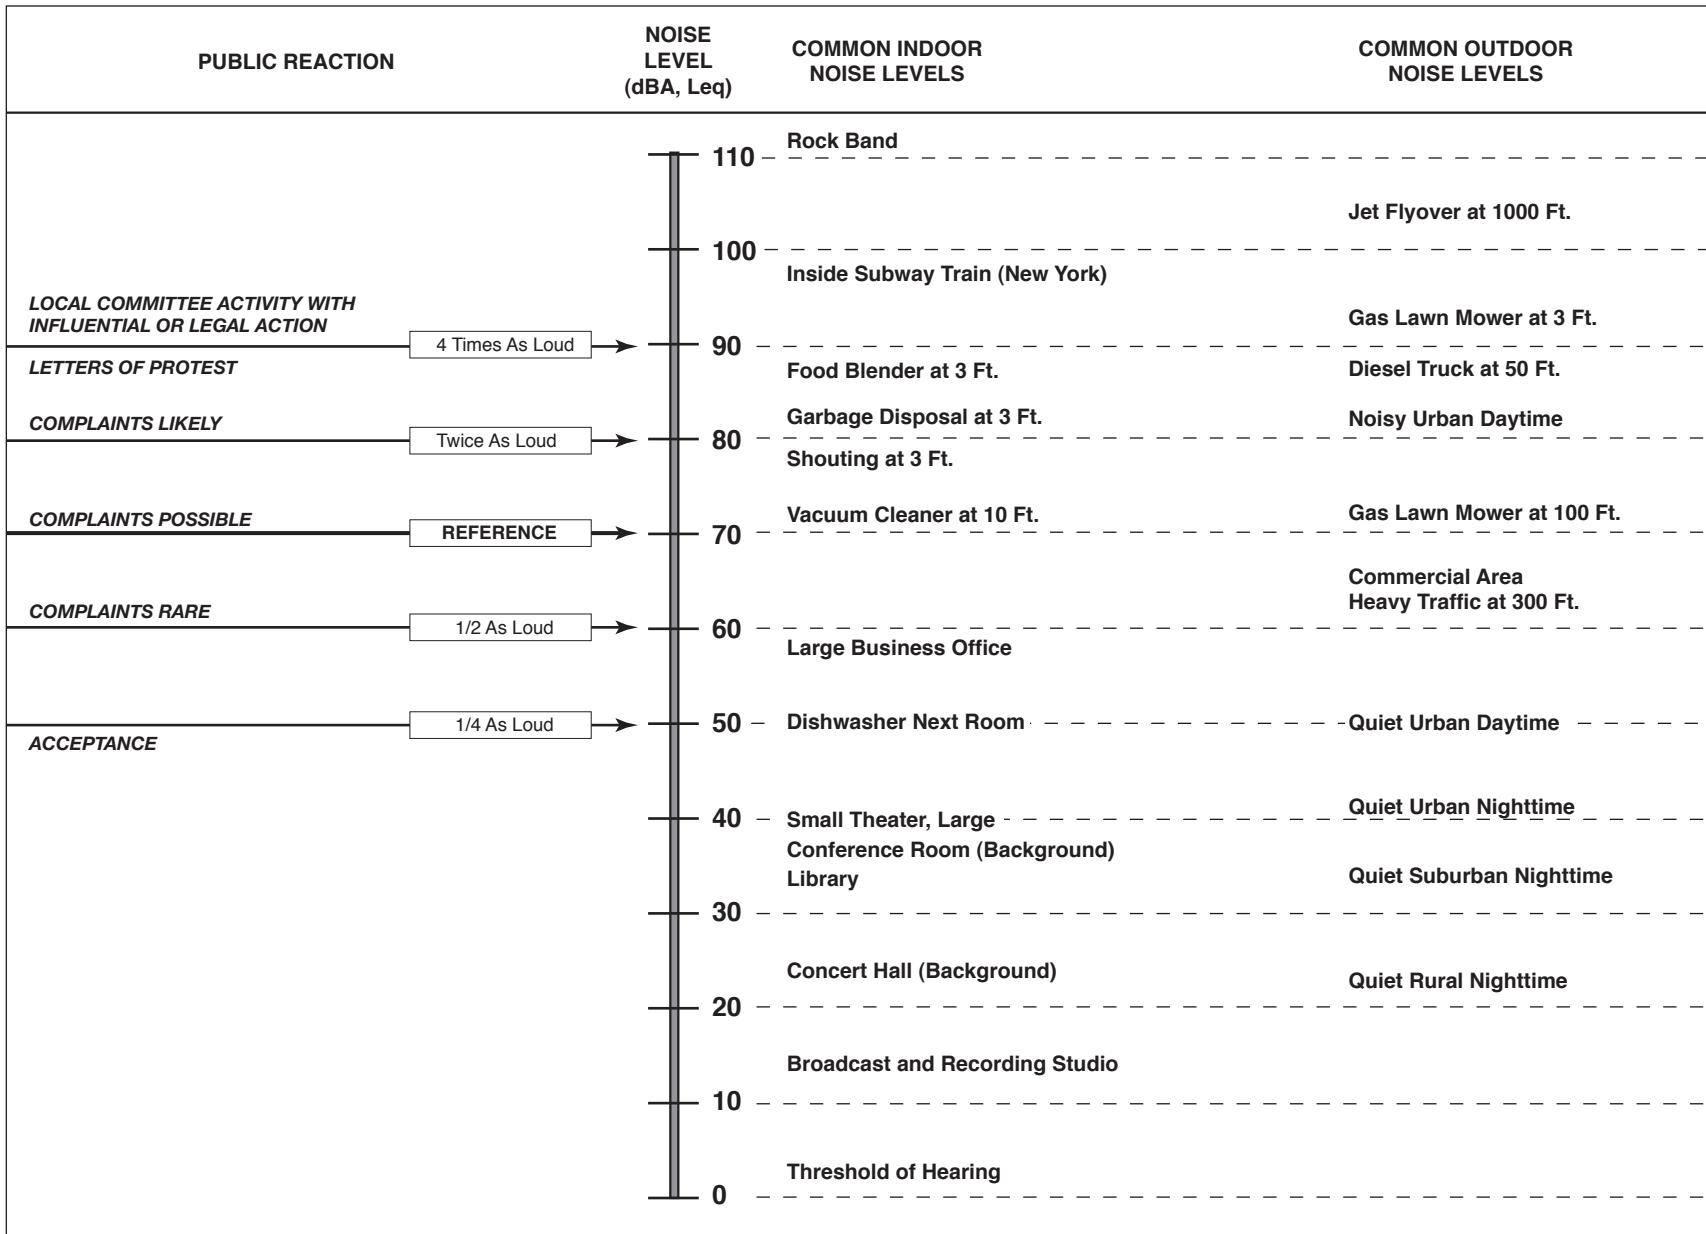 PUBLIC REACTION
NOISE
LEVEL
(dBA, Leq)
COMMON INDOOR
NOISE LEVELS
COMMON OUTDOOR
NOISE LEVELS
Rock Band
110
Jet Flyover at 1000 Ft.
100
Inside Subway Train (New York)
LOCAL COMMITTEE ACTIVITY WITH
INFLUENTIAL OR LEGAL ACTION
Gas Lawn Mower at 3 Ft.
4 Times As Loud
90
LETTERS OF PROTEST
Food Blender at 3 Ft.
Diesel Truck at 50 Ft.
COMPLAINTS LIKELY
Garbage Disposal at 3 Ft.
Noisy Urban Daytime
Twice As Loud
80
Shouting at 3 Ft.
COMPLAINTS POSSIBLE
Vacuum Cleaner at 10 Ft.
Gas Lawn Mower at 100 Ft.
REFERENCE
70
Commercial Area
Heavy Traffic at 300 Ft.
COMPLAINTS RARE
1/2 As Loud
60
Large Business Office
1/4 As Loud
50
Dishwasher Next Room
Quiet Urban Daytime
ACCEPTANCE
Quiet Urban Nighttime
40
Small Theater, Large
Conference Room (Background)
Library
Quiet Suburban Nighttime
30
Concert Hall (Background)
Quiet Rural Nighttime
20
Broadcast and Recording Studio
10
Threshold of Hearing
0